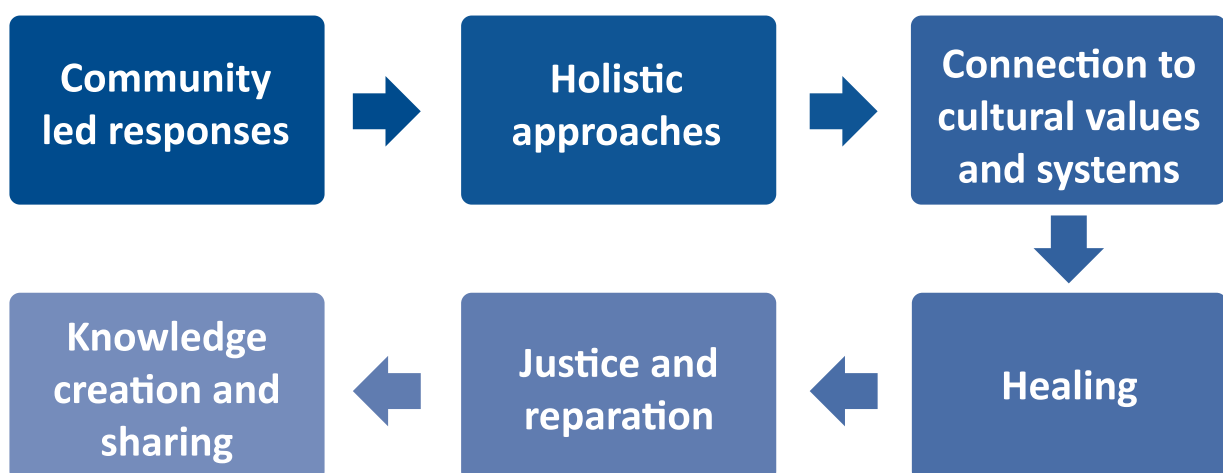 Community
led responses
Holistic
approaches
Connection to
cultural values
and systems
Healing
Justice and
reparation
Knowledge
creation and
sharing